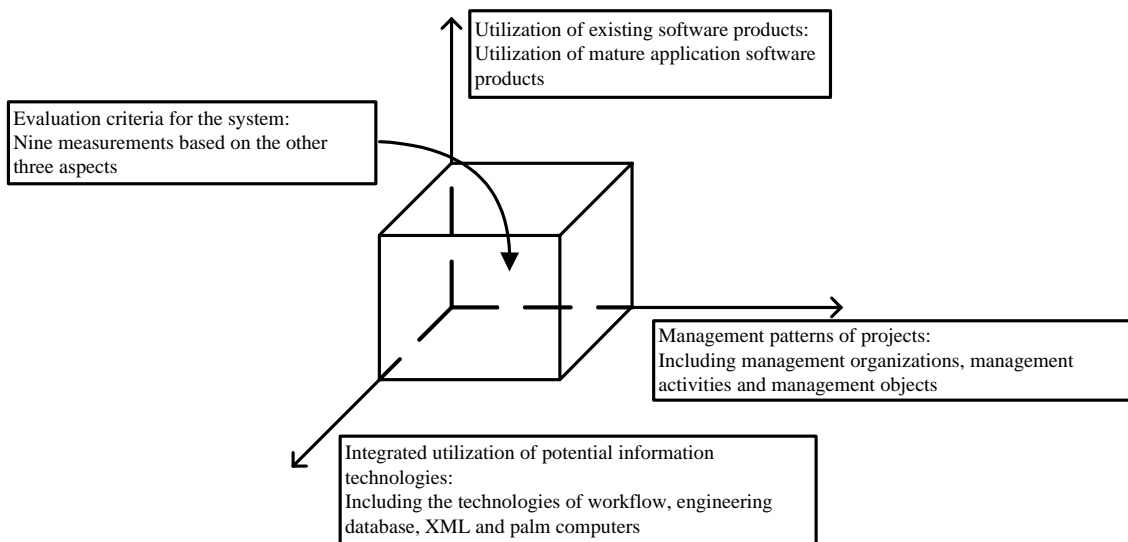 Utilization of existing software products:
Utilization of mature application software
products
Evaluation criteria for the system:
Nine measurements based on the other
three aspects
Management patterns of projects:
Including management organizations, management
activities and management objects
Integrated utilization of potential information
technologies:
Including the technologies of workflow, engineering
database, XML and palm computers